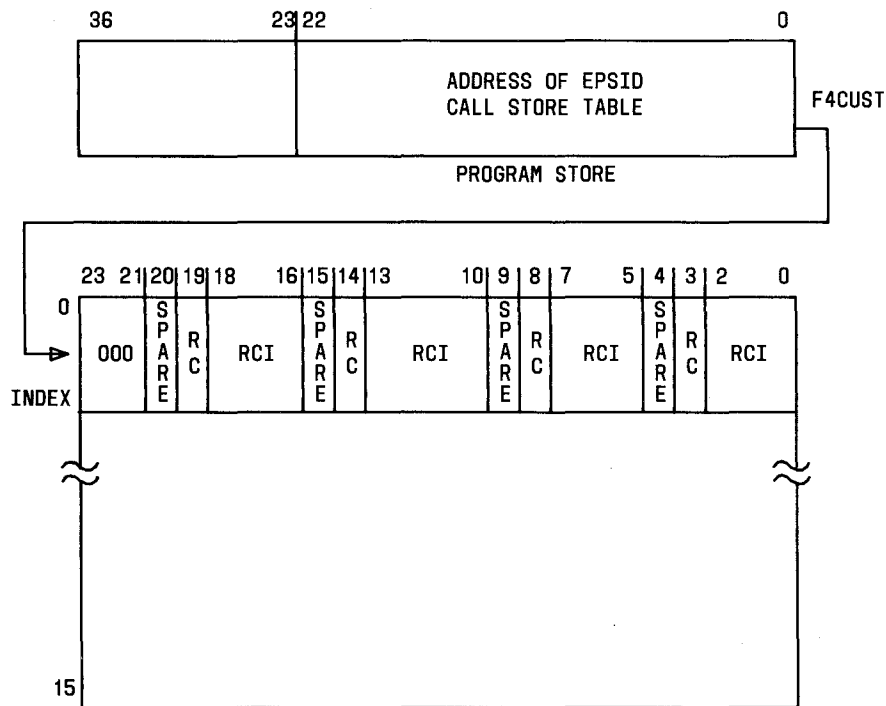 36 23 22 0
ADDRESS OF EPSID
CALL STORE TABLE
F4CUST
PROGRAM STORE
23 21 20 19 18 16 15 14 13 10 9 8 7 5 4 3 2 0
0
000 SPARE RC RCI SPARE RC RCI SPARE RC RCI SPARE RC RCI
INDEX
15